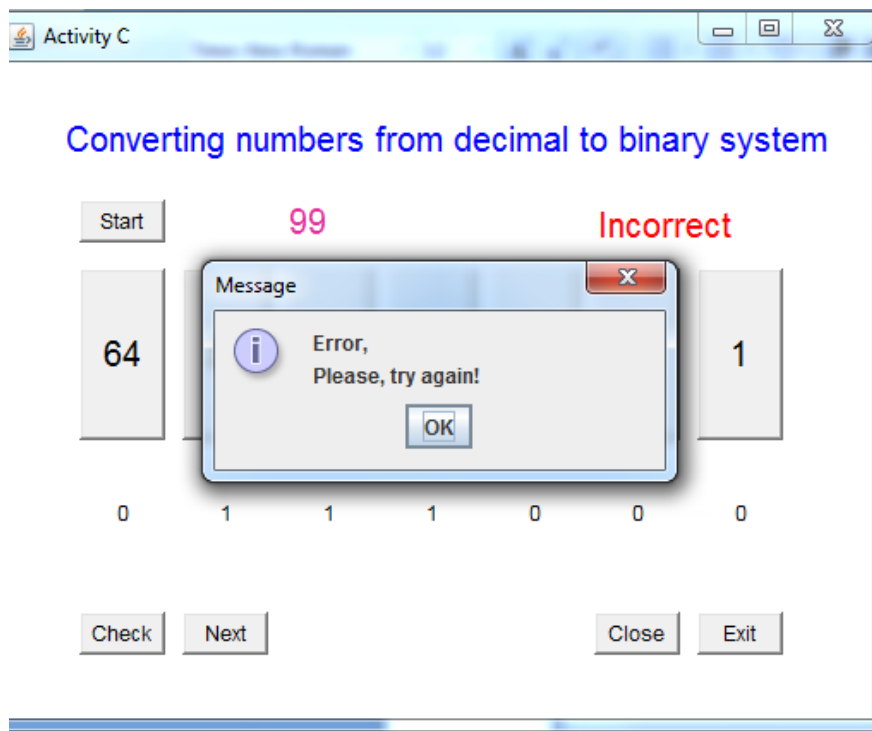 Activity C
Converting numbers from decimal to binary system
Start 99 Incorrect
Message
Error,
Please, try again!
OK
64 1
0 1 1 1 0 0 0
Check Next Close Exit